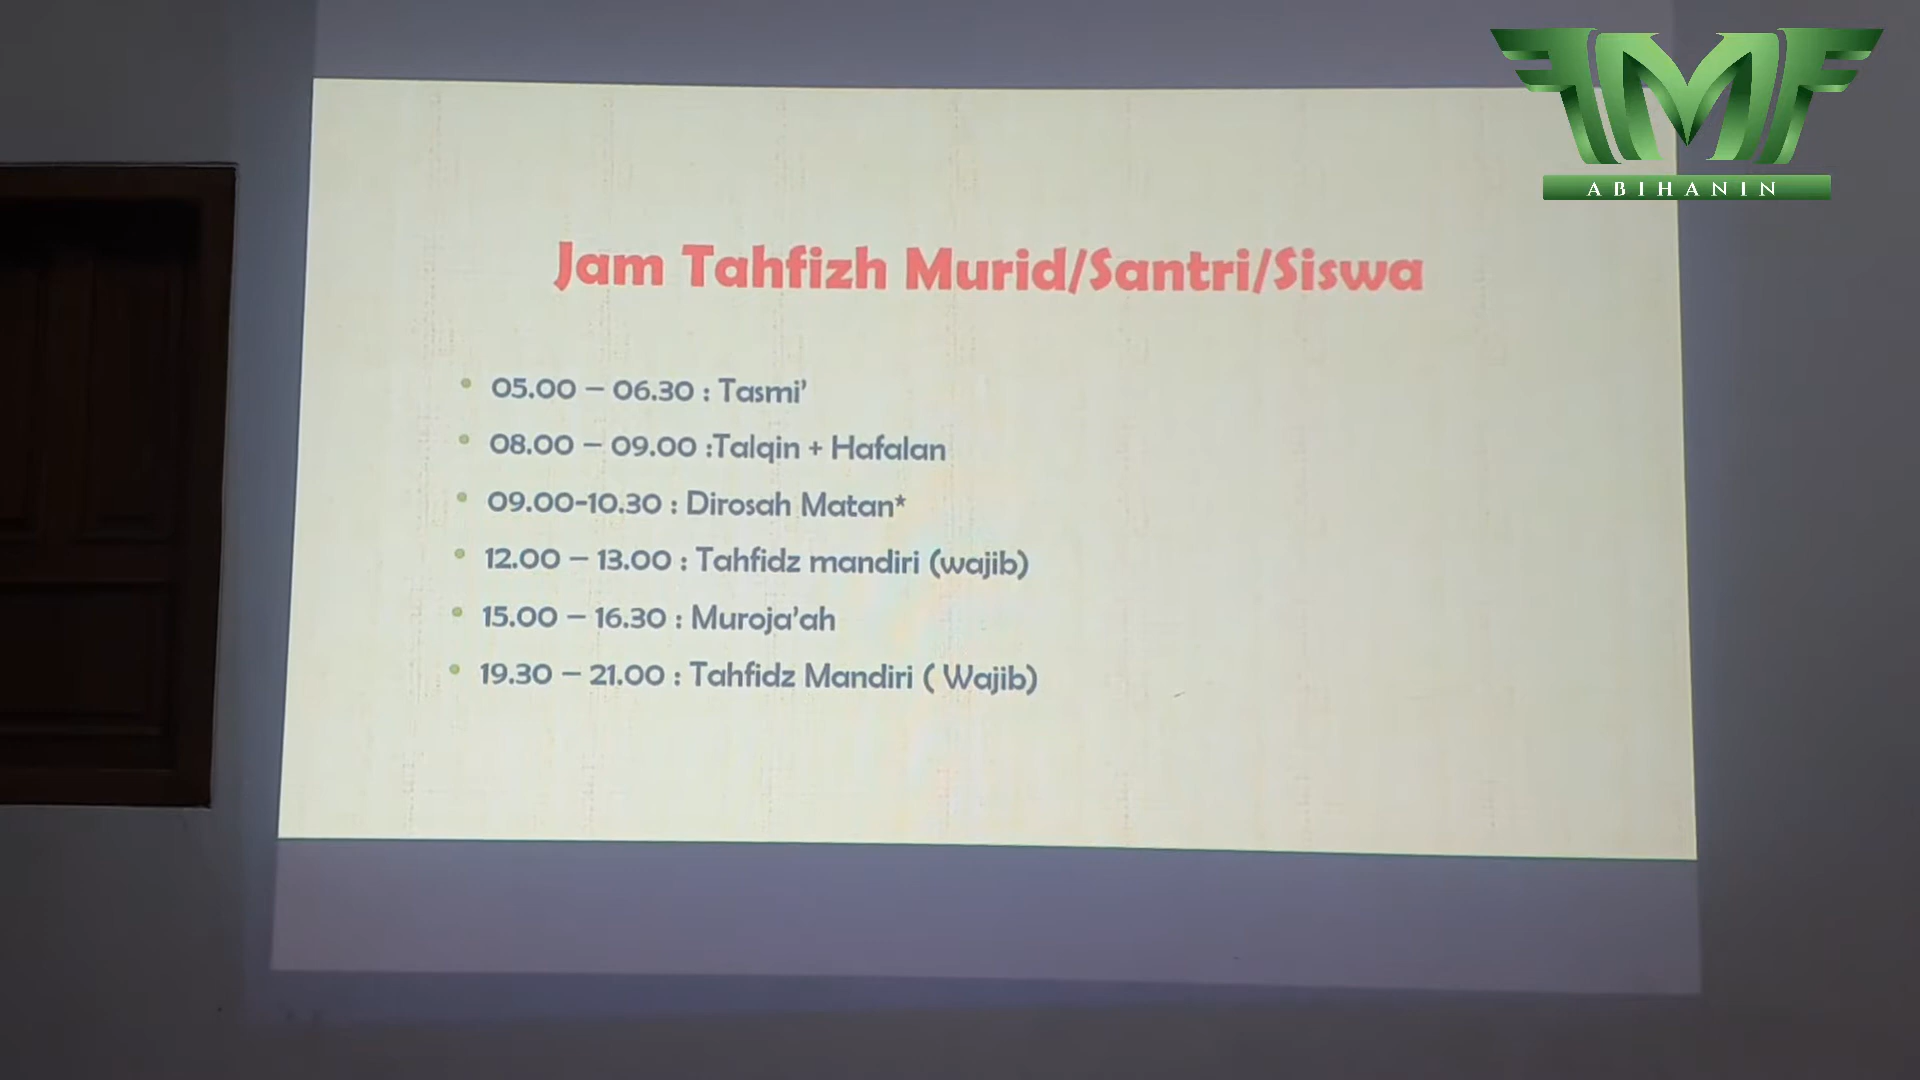 FMF
ABIHANIN
Jam Tahfizh Murid/Santri/Siswa
05.00 – 06.30 : Tasmi'
08.00 – 09.00 :Talqin + Hafalan
09.00-10.30 : Dirosah Matan*
12.00 – 13.00 : Tahfidz mandiri (wajib)
15.00 – 16.30 : Muroja'ah
19.30 – 21.00 : Tahfidz Mandiri ( Wajib)